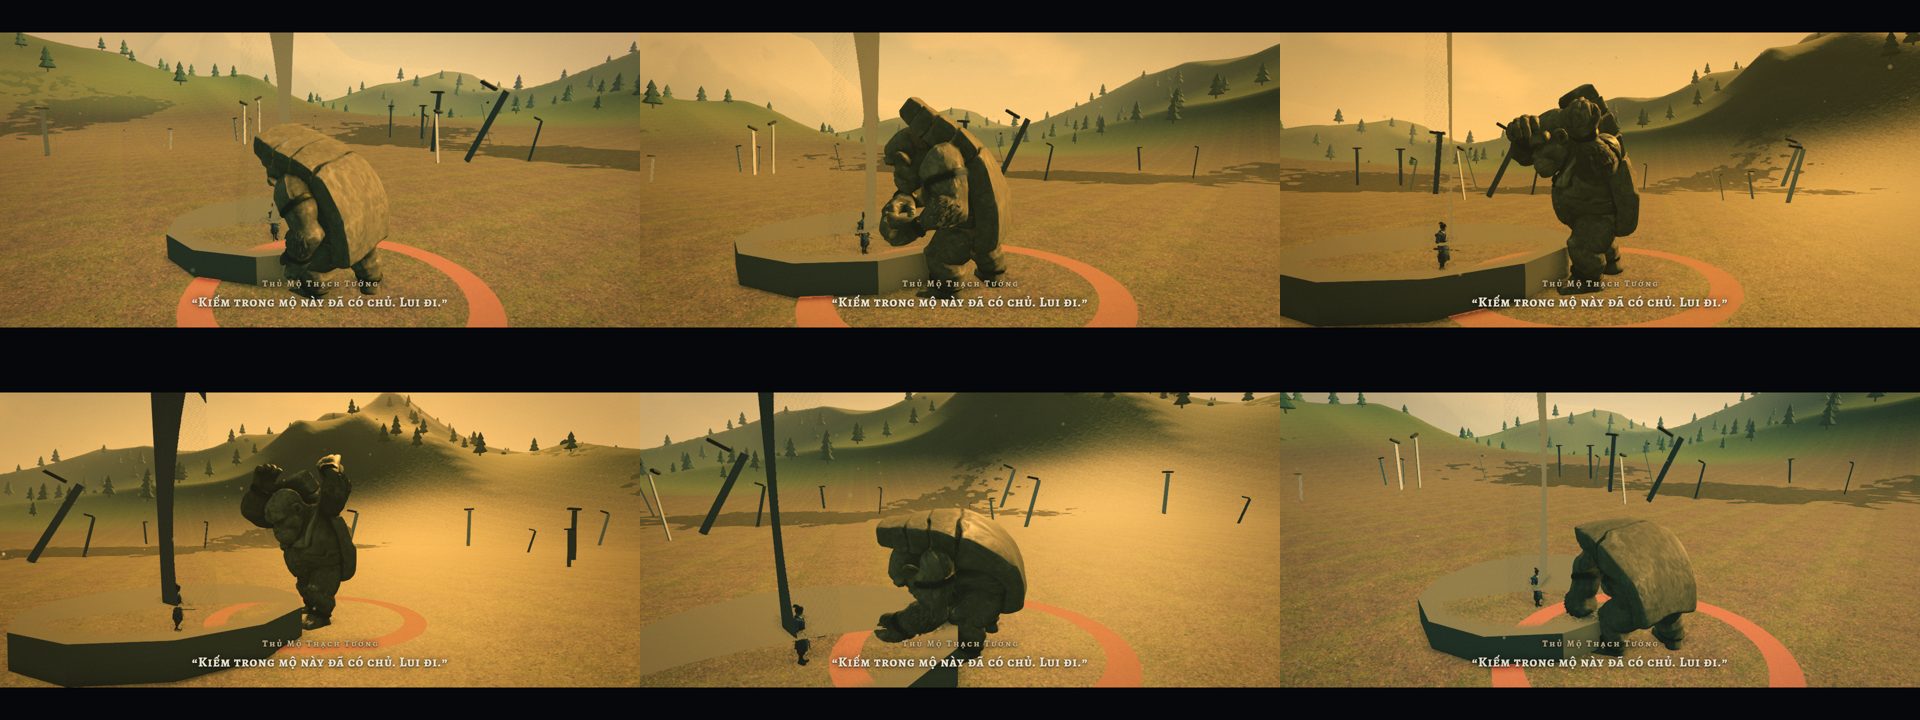 Thủ Mộ Thạch Tướng
“Kiếm trong mộ này đã có chủ. Lui đi.”
Thủ Mộ Thạch Tướng
“Kiếm trong mộ này đã có chủ. Lui đi.”
Thủ Mộ Thạch Tướng
“Kiếm trong mộ này đã có chủ. Lui đi.”
Thủ Mộ Thạch Tướng
“Kiếm trong mộ này đã có chủ. Lui đi.”
Thủ Mộ Thạch Tướng
“Kiếm trong mộ này đã có chủ. Lui đi.”
Thủ Mộ Thạch Tướng
“Kiếm trong mộ này đã có chủ. Lui đi.”